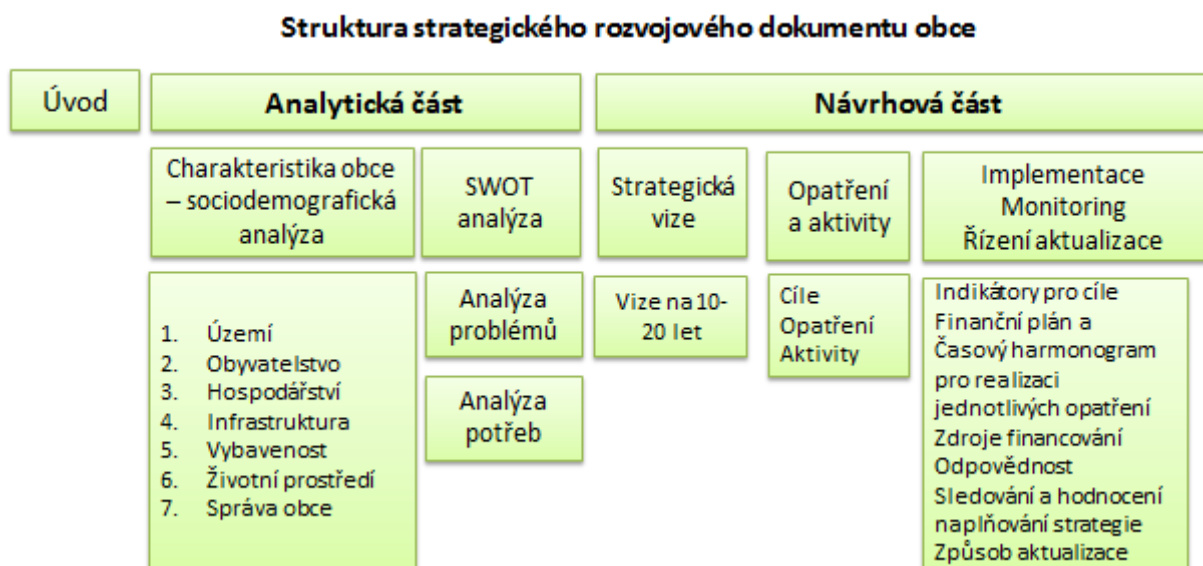 Struktura strategického rozvojového dokumentu obce
Úvod
Analytická část
Návrhová část
Charakteristika obce
– sociodemografická
analýza
SWOT
analýza
Strategická
vize
Opatření
a aktivity
Implementace
Monitoring
Řízení aktualizace
1. Území
2. Obyvatelstvo
3. Hospodářství
4. Infrastruktura
5. Vybavenost
6. Životní prostředí
7. Správa obce
Analýza
problémů
Analýza
potřeb
Vize na 10-
20 let
Cíle
Opatření
Aktivity
Indikátory pro cíle
Finanční plán a
Časový harmonogram
pro realizaci
jednotlivých opatření
Zdroje financování
Odpovědnost
Sledování a hodnocení
naplňování strategie
Způsob aktualizace